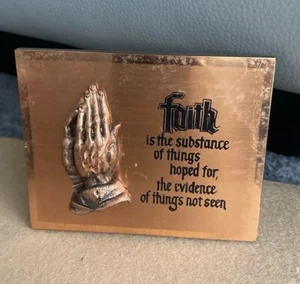 faith
is the substance
of things
hoped for,
the evidence
of things not seen